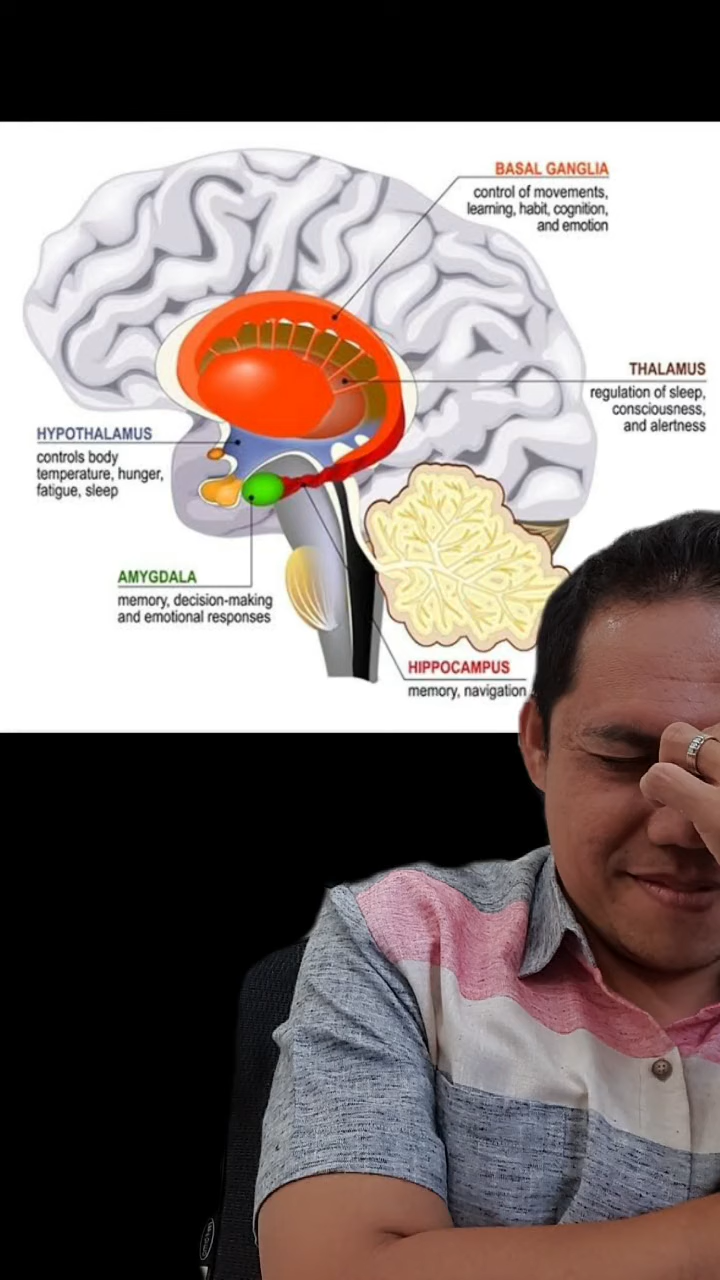 BASAL GANGLIA
control of movements,
learning, habit, cognition,
and emotion
THALAMUS
regulation of sleep,
consciousness,
and alertness
HYPOTHALAMUS
controls body
temperature, hunger,
fatigue, sleep
AMYGDALA
memory, decision-making
and emotional responses
HIPPOCAMPUS
memory, navigation